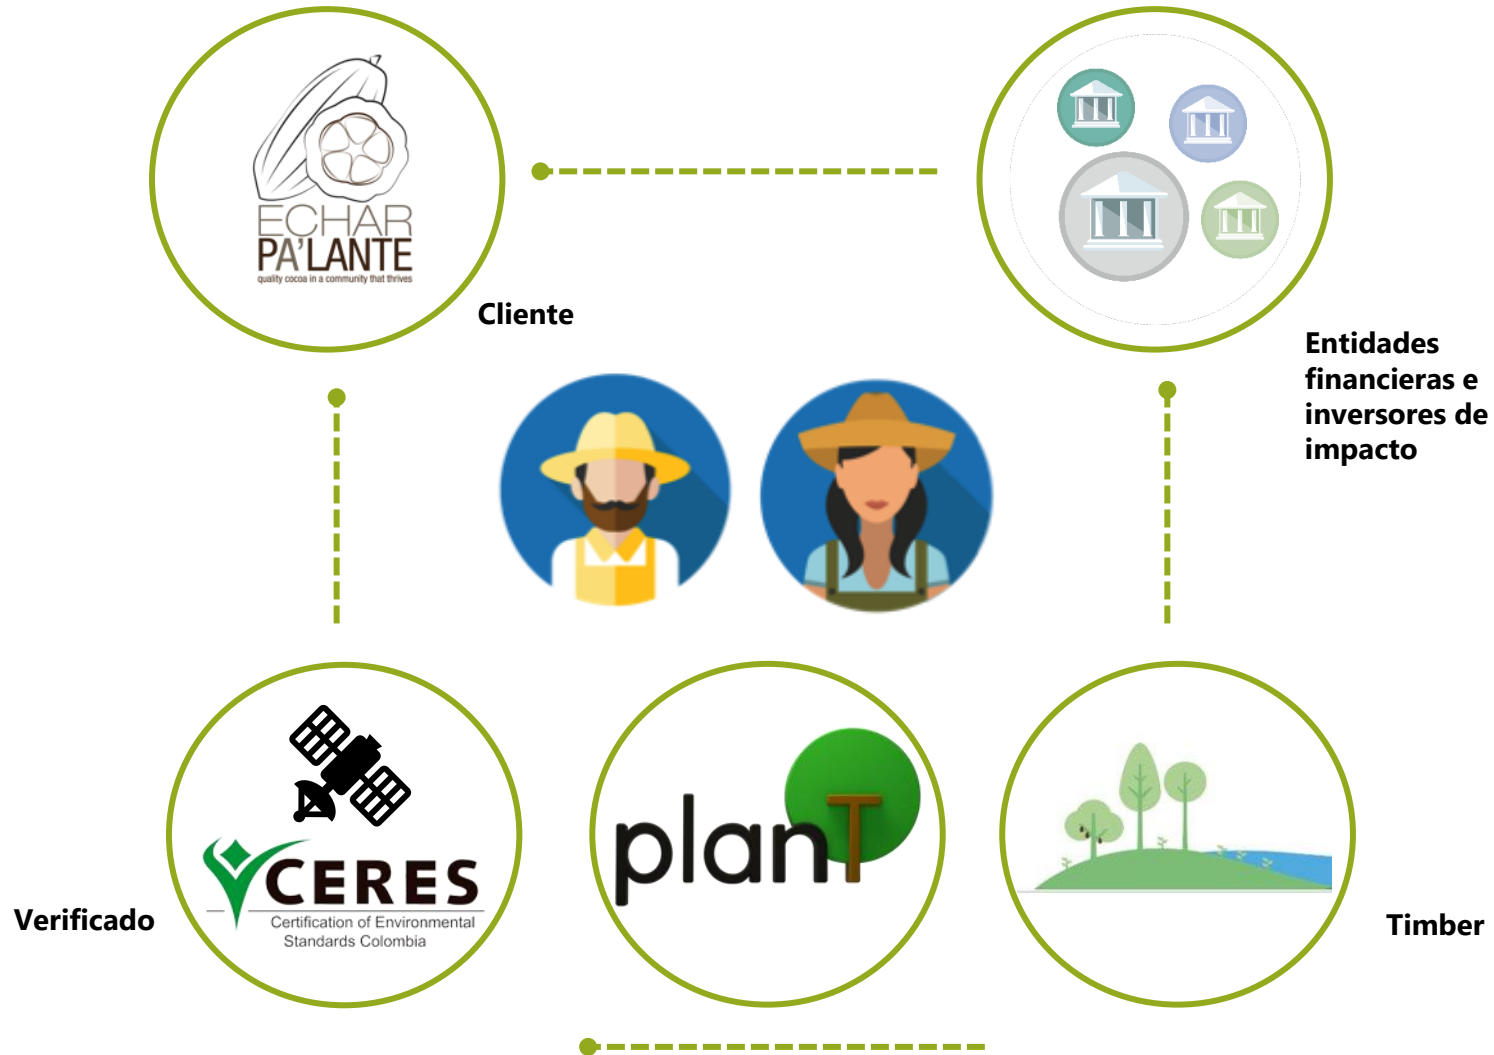 ECHAR
PA'LANTE
quality cocoa in a community that thrives
Cliente
Entidades
financieras e
inversores de
impacto
CERES
Certification of Environmental
Standards Colombia
Verificado
planT
Timber